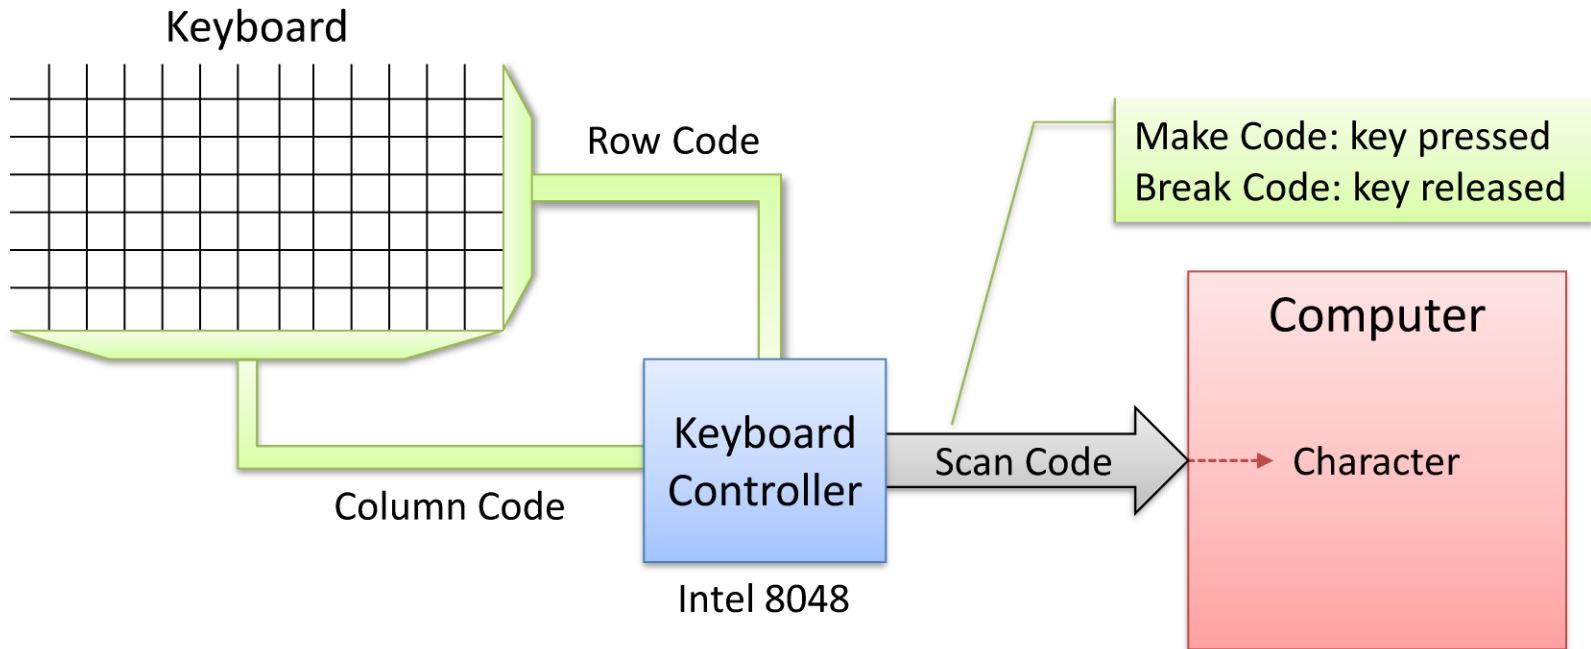 Keyboard
Row Code
Make Code: key pressed
Break Code: key released
Computer
Keyboard
Controller
Scan Code
Character
Column Code
Intel 8048